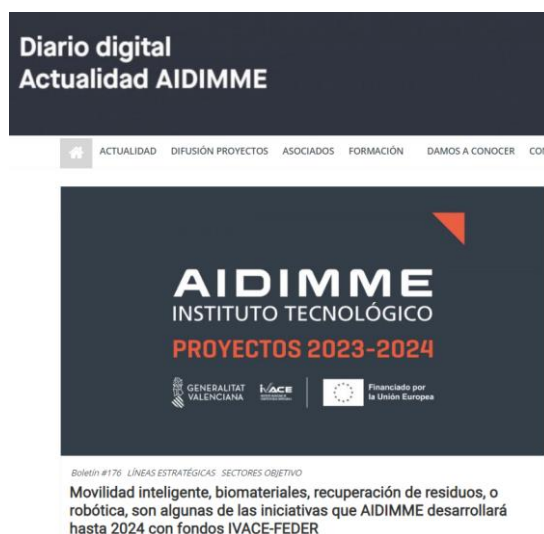 Diario digital
Actualidad AIDIMME
ACTUALIDAD DIFUSIÓN PROYECTOS ASOCIADOS FORMACIÓN DAMOS A CONOCER
AIDIMME
INSTITUTO TECNOLÓGICO
PROYECTOS 2023-2024
GENERALITAT
VALENCIANA
IVACE
Financiado por
la Unión Europea
Boletín #176 LÍNEAS ESTRATÉGICAS SECTORES OBJETIVO
Movilidad inteligente, biomateriales, recuperación de residuos, o
robótica, son algunas de las iniciativas que AIDIMME desarrollará
hasta 2024 con fondos IVACE-FEDER